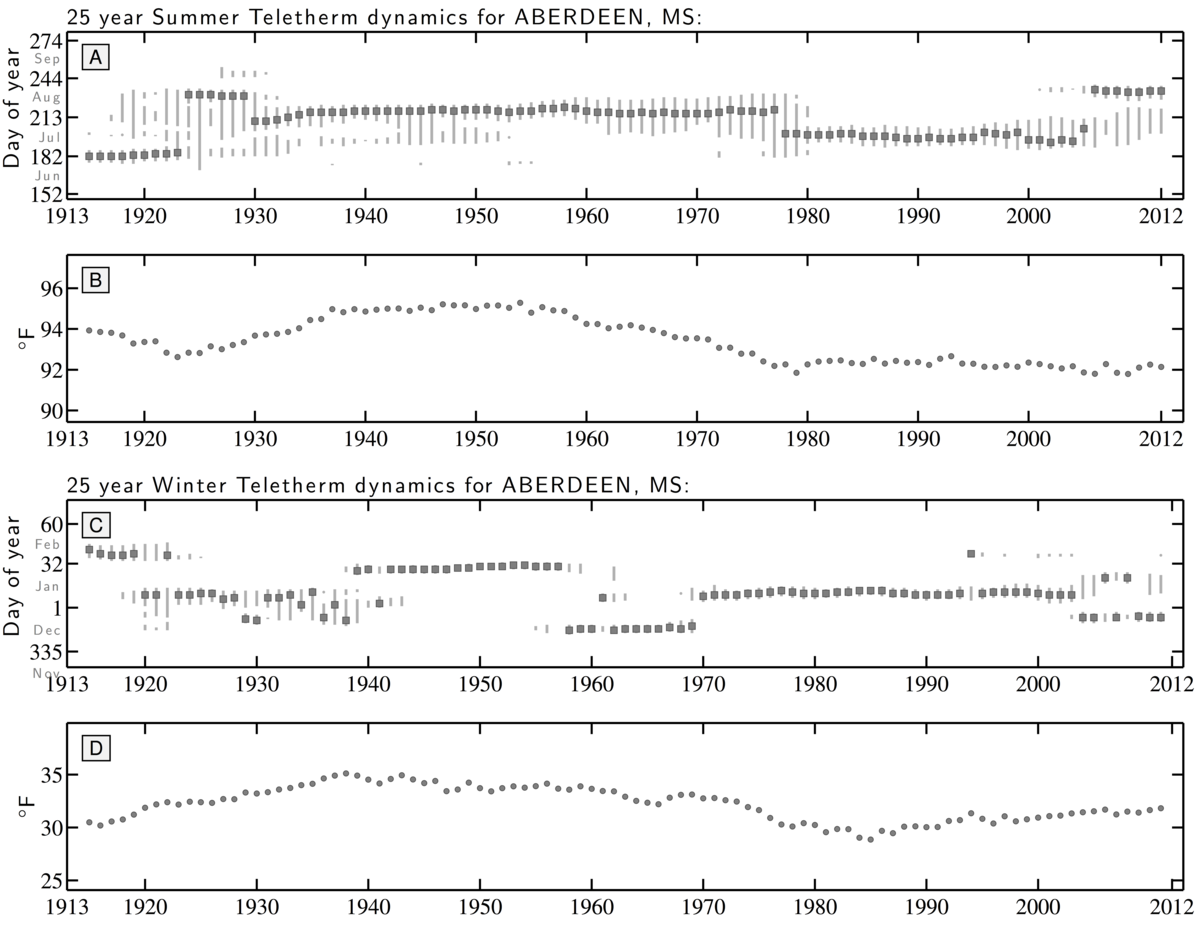 25 year Summer Teletherm dynamics for ABERDEEN, MS:
A
Day of year
274
Sep
244
Aug
213
Jul
182
Jun
152
1913 1920 1930 1940 1950 1960 1970 1980 1990 2000 2012
B
°F
96
94
92
90
1913 1920 1930 1940 1950 1960 1970 1980 1990 2000 2012
25 year Winter Teletherm dynamics for ABERDEEN, MS:
C
Day of year
60
Feb
32
Jan
1
Dec
335
Nov
1913 1920 1930 1940 1950 1960 1970 1980 1990 2000 2012
D
°F
35
30
25
1913 1920 1930 1940 1950 1960 1970 1980 1990 2000 2012